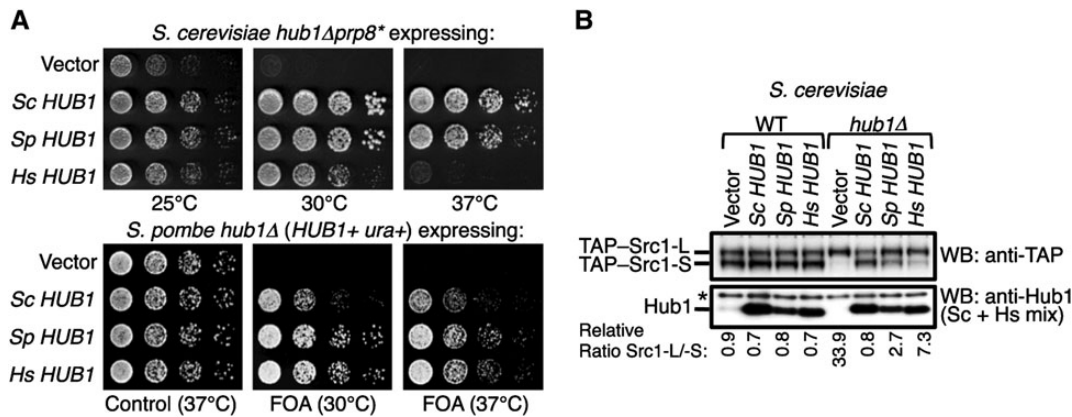 A
S. cerevisiae hub1Δprp8* expressing:
Vector
Sc HUB1
Sp HUB1
Hs HUB1
25°C 30°C 37°C
S. pombe hub1Δ (HUB1+ ura+) expressing:
Vector
Sc HUB1
Sp HUB1
Hs HUB1
Control (37°C) FOA (30°C) FOA (37°C)
B
S. cerevisiae
WT hub1Δ
Vector Sc HUB1 Sp HUB1 Hs HUB1 Vector Sc HUB1 Sp HUB1 Hs HUB1
TAP–Src1-L
TAP–Src1-S
WB: anti-TAP
*
Hub1
WB: anti-Hub1
(Sc + Hs mix)
Relative
Ratio Src1-L/-S: 0.9 0.7 0.8 0.7 33.9 0.8 2.7 7.3